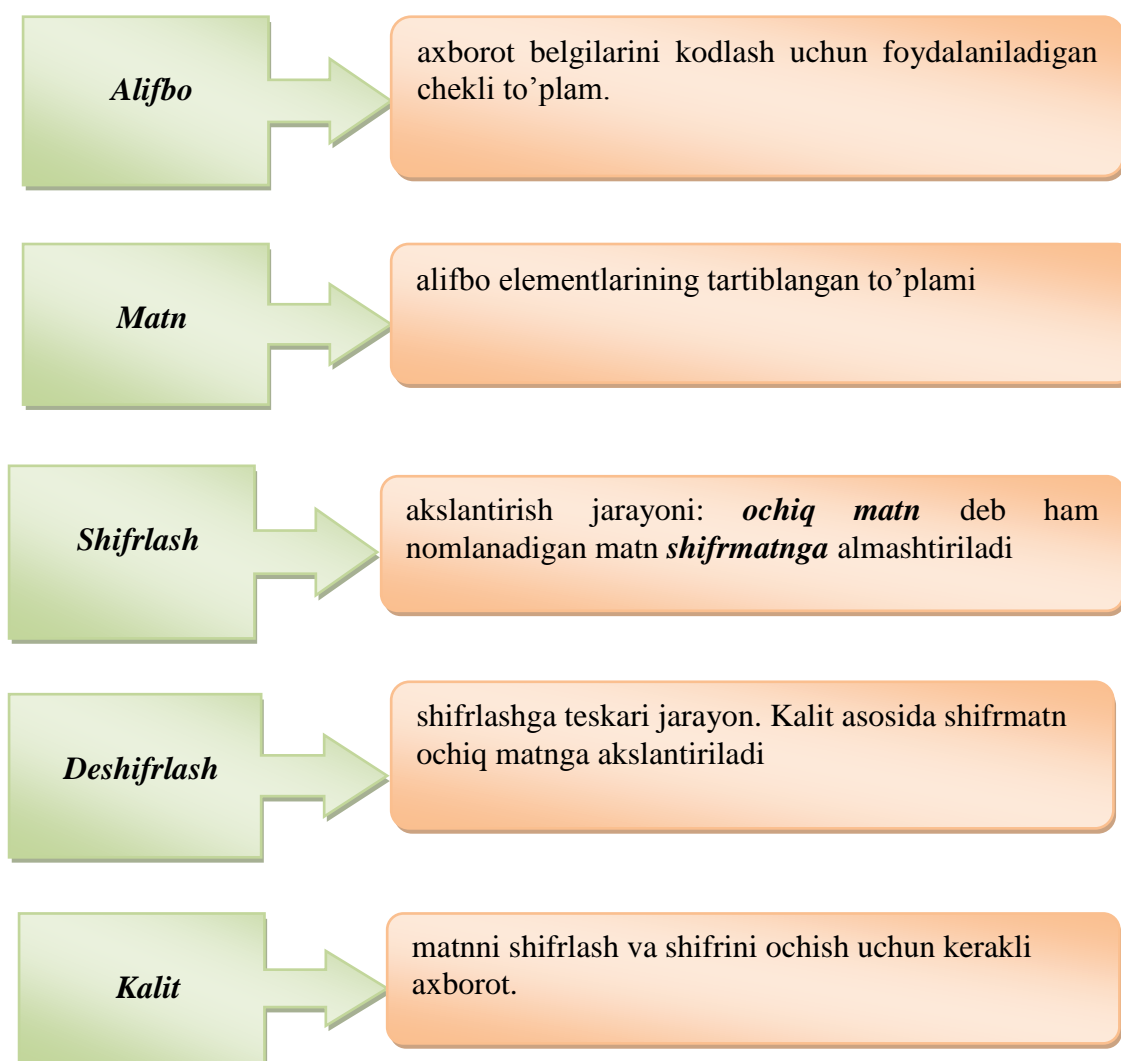 Alifbo
axborot belgilarini kodlash uchun foydalaniladigan
chekli to’plam.
Matn
alifbo elementlarining tartiblangan to’plami
Shifrlash
akslantirish jarayoni: ochiq matn deb ham
nomlanadigan matn shifrmatnga almashtiriladi
Deshifrlash
shifrlashga teskari jarayon. Kalit asosida shifrmatn
ochiq matnga akslantiriladi
Kalit
matnni shifrlash va shifrini ochish uchun kerakli
axborot.